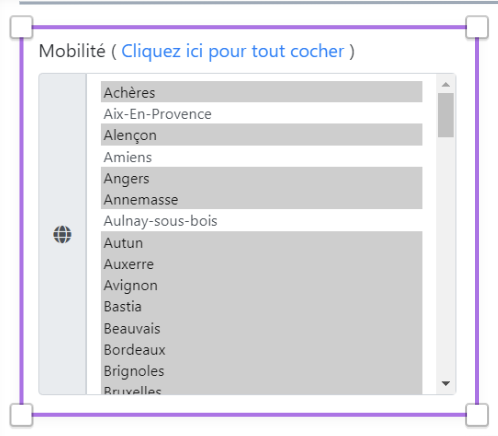 Mobilité ( Cliquez ici pour tout cocher )
Achères
Aix-En-Provence
Alençon
Amiens
Angers
Annemasse
Aulnay-sous-bois
Autun
Auxerre
Avignon
Bastia
Beauvais
Bordeaux
Brignoles
Bruxelles